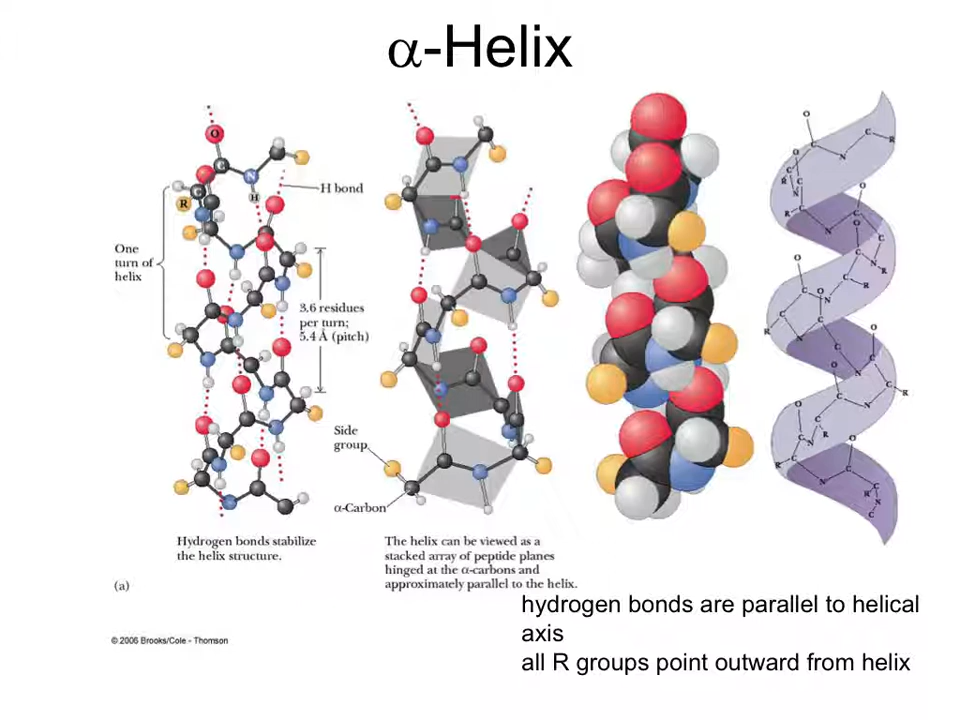 α-Helix
O
C
N
H
C
R
H bond
One
turn of
helix
3.6 residues
per turn;
5.4 Å (pitch)
Side
group
α-Carbon
Hydrogen bonds stabilize
the helix structure.
The helix can be viewed as a
stacked array of peptide planes
hinged at the α-carbons and
approximately parallel to the helix.
(a)
hydrogen bonds are parallel to helical
axis
all R groups point outward from helix
© 2006 Brooks/Cole - Thomson